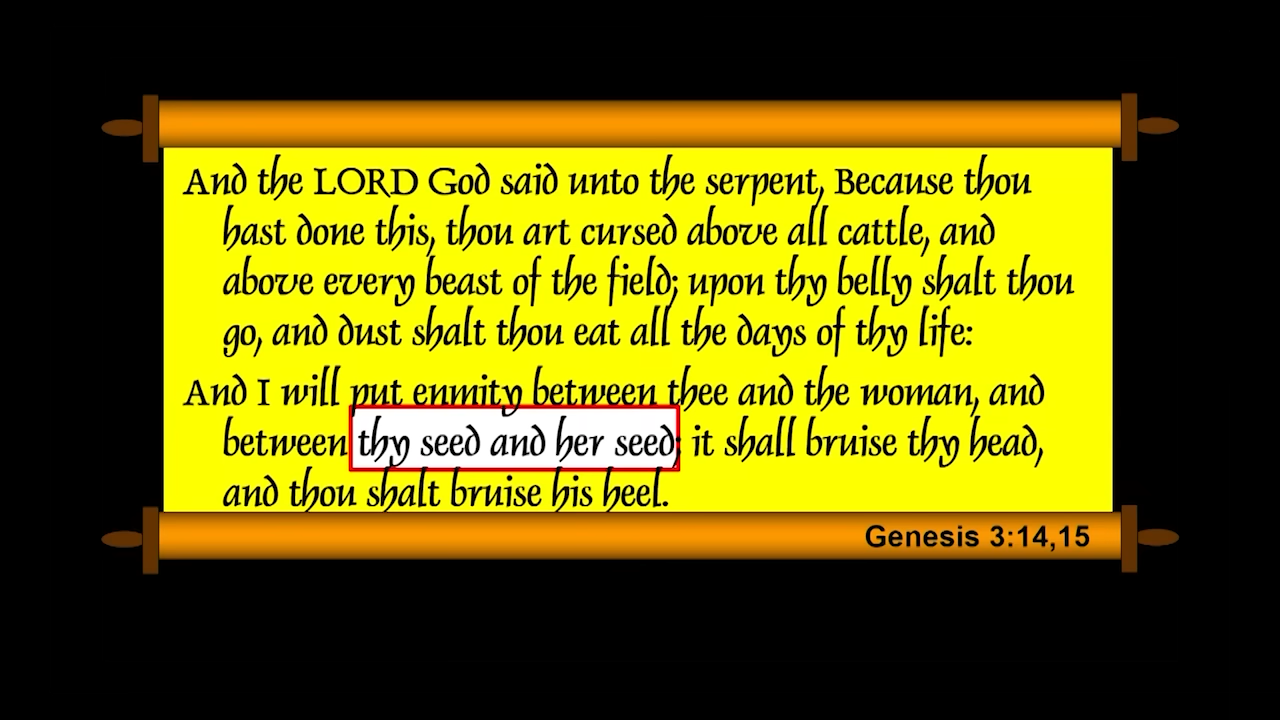 And the LORD God said unto the serpent, Because thou
hast done this, thou art cursed above all cattle, and
above every beast of the field; upon thy belly shalt thou
go, and dust shalt thou eat all the days of thy life:
And I will put enmity between thee and the woman, and
between thy seed and her seed; it shall bruise thy head,
and thou shalt bruise his heel.
Genesis 3:14,15